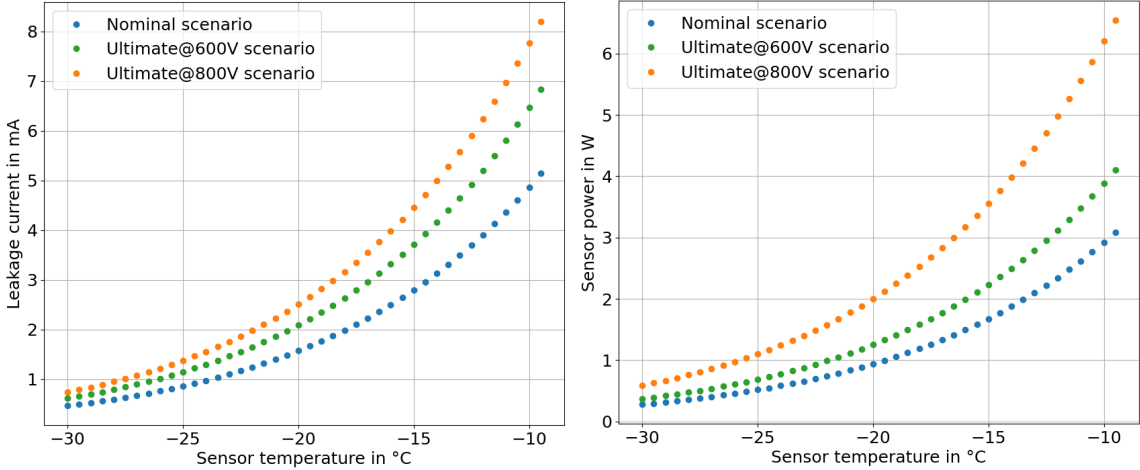 Nominal scenario
Ultimate@600V scenario
Ultimate@800V scenario
8
7
6
5
4
3
2
1
Leakage current in mA
−30
−25
−20
−15
−10
Sensor temperature in °C
Nominal scenario
Ultimate@600V scenario
Ultimate@800V scenario
6
5
4
3
2
1
0
Sensor power in W
−30
−25
−20
−15
−10
Sensor temperature in °C